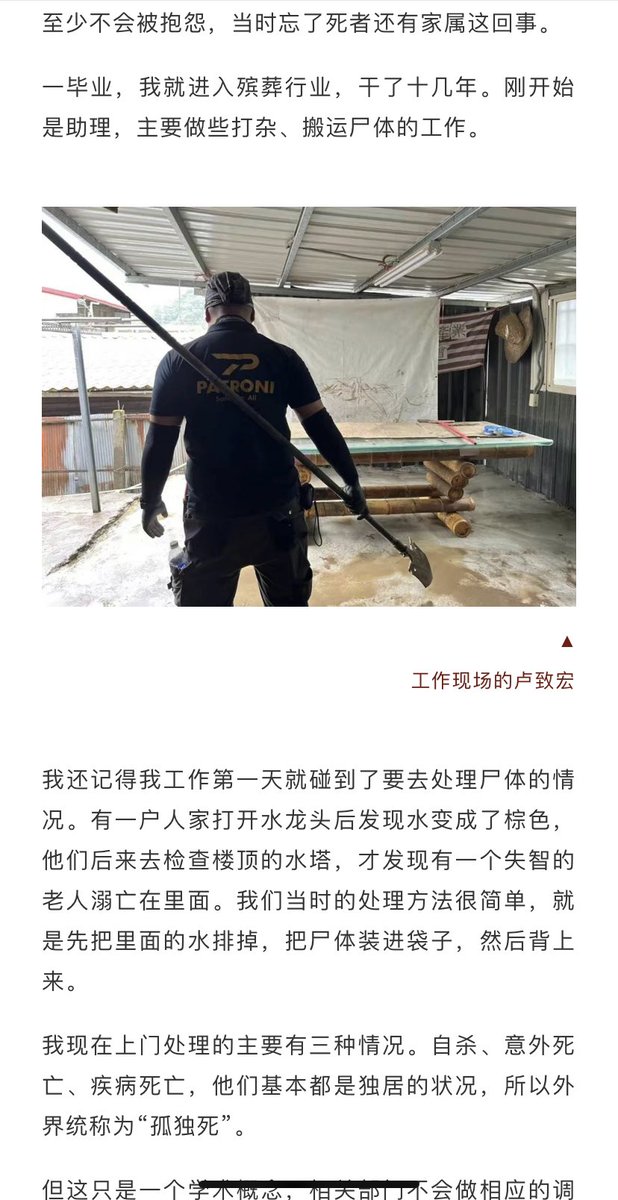 至少不会被抱怨，当时忘了死者还有家属这回事。
一毕业，我就进入殡葬行业，干了十几年。刚开始
是助理，主要做些打杂、搬运尸体的工作。
PATRONI
▲
工作现场的卢致宏
我还记得我工作第一天就碰到了要去处理尸体的情
况。有一户人家打开水龙头后发现水变成了棕色，
他们后来去检查楼顶的水塔，才发现有一个失智的
老人溺亡在里面。我们当时的处理方法很简单，就
是先把里面的水排掉，把尸体装进袋子，然后背上
来。
我现在上门处理的主要有三种情况。自杀、意外死
亡、疾病死亡，他们基本都是独居的状况，所以外
界统称为“孤独死”。
但这只是一个学术概念，相关部门不会做相应的调